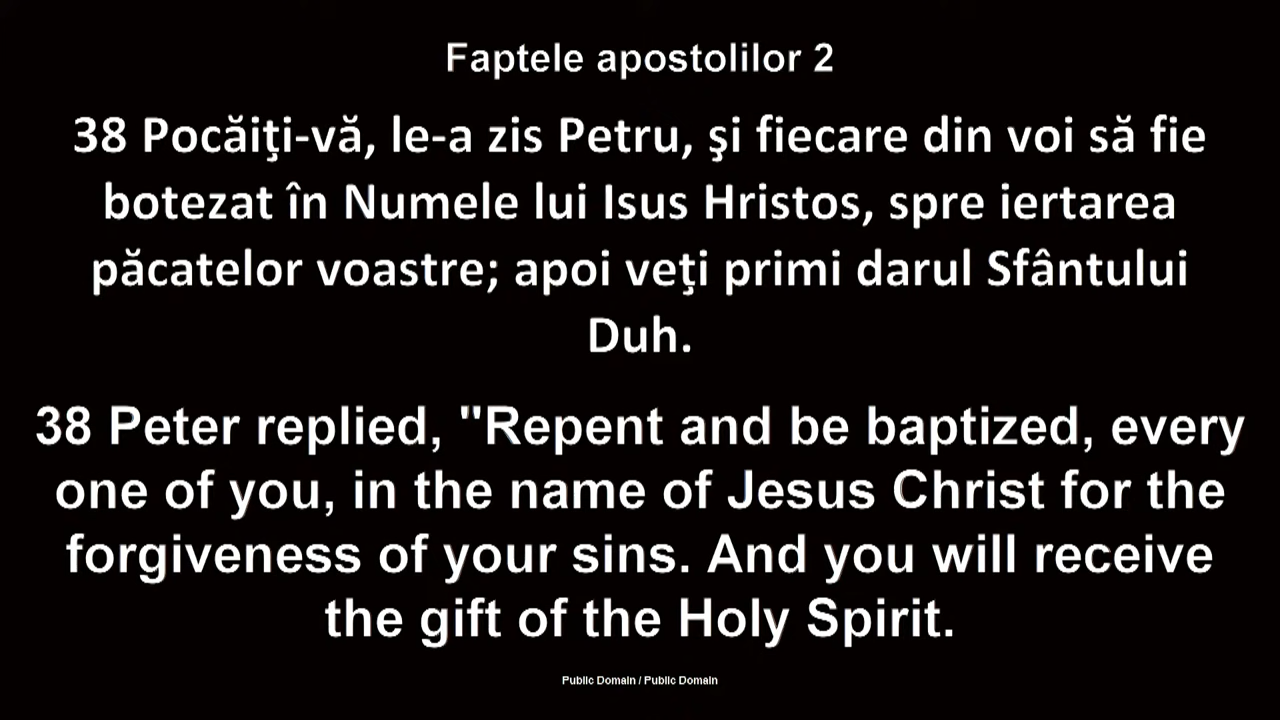 Faptele apostolilor 2
38 Pocăiţi-vă, le-a zis Petru, şi fiecare din voi să fie
botezat în Numele lui Isus Hristos, spre iertarea
păcatelor voastre; apoi veţi primi darul Sfântului
Duh.
38 Peter replied, "Repent and be baptized, every
one of you, in the name of Jesus Christ for the
forgiveness of your sins. And you will receive
the gift of the Holy Spirit.
Public Domain / Public Domain